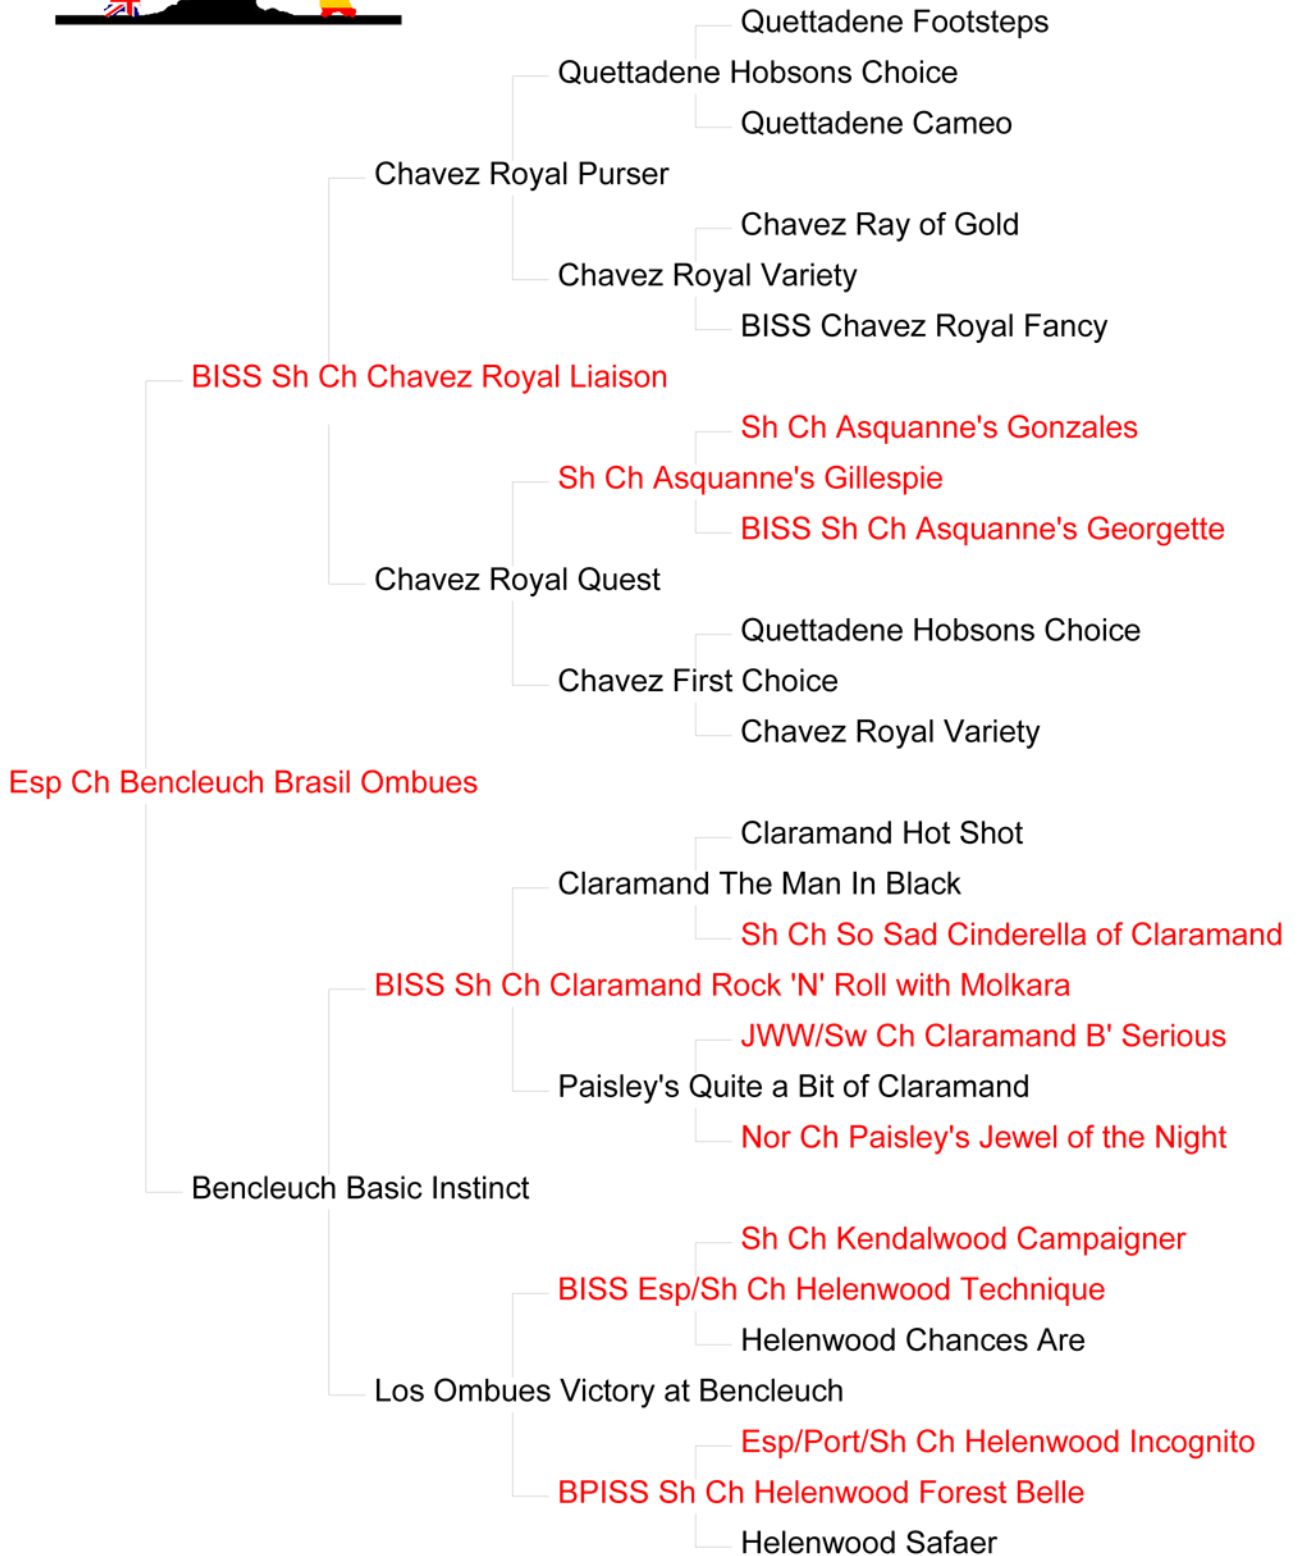 Quettadene Footsteps
Quettadene Hobsons Choice
Quettadene Cameo
Chavez Royal Purser
Chavez Ray of Gold
Chavez Royal Variety
BISS Chavez Royal Fancy
BISS Sh Ch Chavez Royal Liaison
Sh Ch Asquanne's Gonzales
Sh Ch Asquanne's Gillespie
BISS Sh Ch Asquanne's Georgette
Chavez Royal Quest
Quettadene Hobsons Choice
Chavez First Choice
Chavez Royal Variety
Esp Ch Bencleuch Brasil Ombues
Claramand Hot Shot
Claramand The Man In Black
Sh Ch So Sad Cinderella of Claramand
BISS Sh Ch Claramand Rock 'N' Roll with Molkara
JWW/Sw Ch Claramand B' Serious
Paisley's Quite a Bit of Claramand
Nor Ch Paisley's Jewel of the Night
Bencleuch Basic Instinct
Sh Ch Kendalwood Campaigner
BISS Esp/Sh Ch Helenwood Technique
Helenwood Chances Are
Los Ombues Victory at Bencleuch
Esp/Port/Sh Ch Helenwood Incognito
BPISS Sh Ch Helenwood Forest Belle
Helenwood Safaer